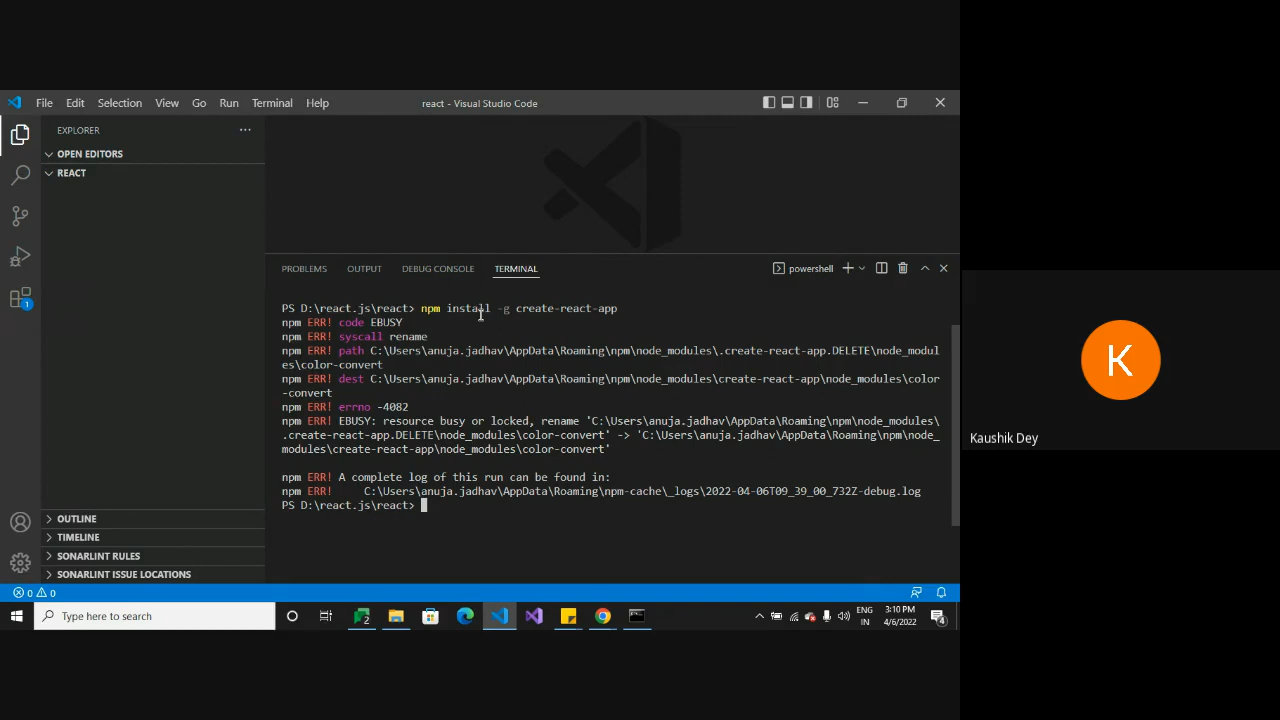 File Edit Selection View Go Run Terminal Help
react - Visual Studio Code
EXPLORER
OPEN EDITORS
REACT
OUTLINE
TIMELINE
SONARLINT RULES
SONARLINT ISSUE LOCATIONS
PROBLEMS OUTPUT DEBUG CONSOLE TERMINAL
powershell
PS D:\react.js\react> npm install -g create-react-app
npm ERR! code EBUSY
npm ERR! syscall rename
npm ERR! path C:\Users\anuja.jadhav\AppData\Roaming\npm\node_modules\.create-react-app.DELETE\node_modul
es\color-convert
npm ERR! dest C:\Users\anuja.jadhav\AppData\Roaming\npm\node_modules\create-react-app\node_modules\color
-convert
npm ERR! errno -4082
npm ERR! EBUSY: resource busy or locked, rename 'C:\Users\anuja.jadhav\AppData\Roaming\npm\node_modules\
.create-react-app.DELETE\node_modules\color-convert' -> 'C:\Users\anuja.jadhav\AppData\Roaming\npm\node_
modules\create-react-app\node_modules\color-convert'
npm ERR! A complete log of this run can be found in:
npm ERR!     C:\Users\anuja.jadhav\AppData\Roaming\npm-cache\_logs\2022-04-06T09_39_00_732Z-debug.log
PS D:\react.js\react>
1
0 0
Type here to search
2
ENG
IN
3:10 PM
4/6/2022
4
K
Kaushik Dey